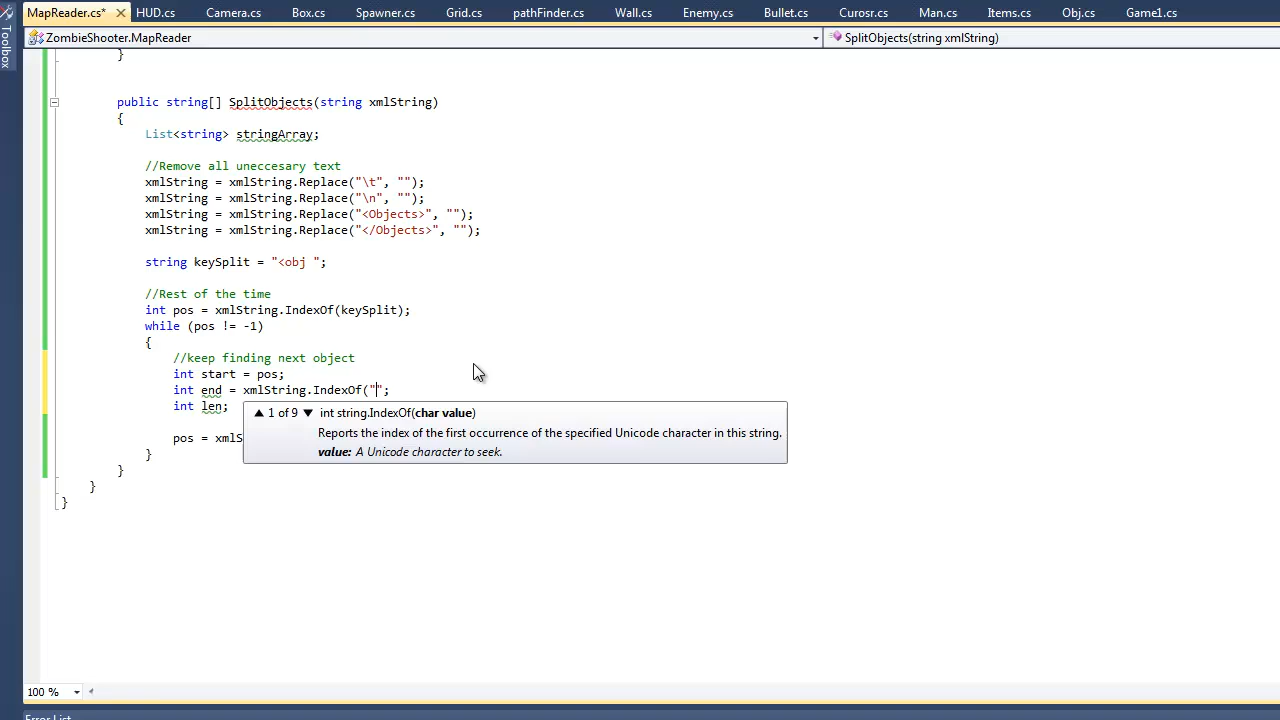 MapReader.cs* HUD.cs Camera.cs Box.cs Spawner.cs Grid.cs pathFinder.cs Wall.cs Enemy.cs Bullet.cs Curosr.cs Man.cs Items.cs Obj.cs Game1.cs
Toolbox
ZombieShooter.MapReader SplitObjects(string xmlString)
}
public string[] SplitObjects(string xmlString)
{
List<string> stringArray;
//Remove all uneccesary text
xmlString = xmlString.Replace("\t", "");
xmlString = xmlString.Replace("\n", "");
xmlString = xmlString.Replace("<Objects>", "");
xmlString = xmlString.Replace("</Objects>", "");
string keySplit = "<obj ";
//Rest of the time
int pos = xmlString.IndexOf(keySplit);
while (pos != -1)
{
//keep finding next object
int start = pos;
int end = xmlString.IndexOf("";
int len;
1 of 9 int string.IndexOf(char value)
Reports the index of the first occurrence of the specified Unicode character in this string.
value: A Unicode character to seek.
pos = xmlS
}
}
}
}
100 %
Error List